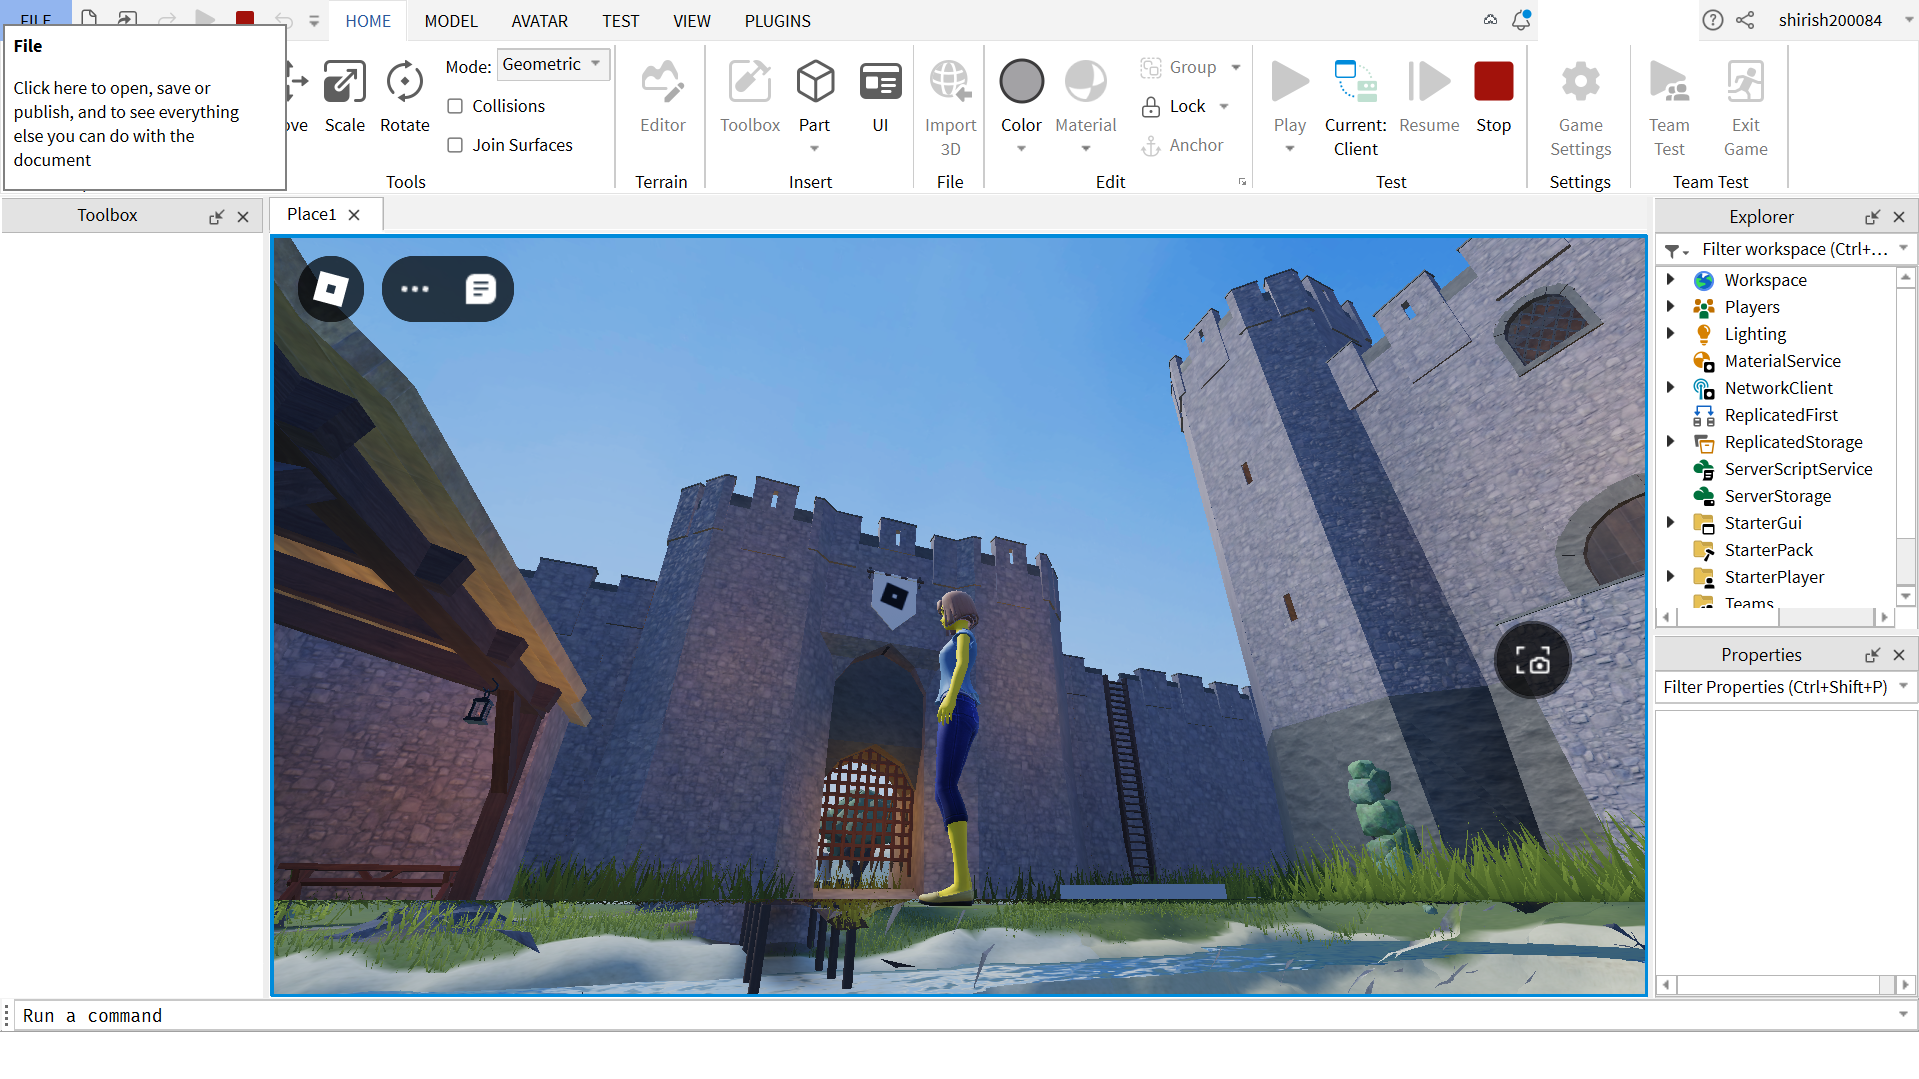 FILE
HOME
MODEL
AVATAR
TEST
VIEW
PLUGINS
shirish200084
File
Click here to open, save or
publish, and to see everything
else you can do with the
document
Scale
Rotate
Mode: Geometric
Collisions
Join Surfaces
Tools
Editor
Terrain
Toolbox
Part
UI
Insert
Import
3D
File
Color
Material
Group
Lock
Anchor
Edit
Play
Current:
Client
Resume
Stop
Test
Game
Settings
Settings
Team
Test
Exit
Game
Team Test
Toolbox
Place1
Explorer
Filter workspace (Ctrl+...
Workspace
Players
Lighting
MaterialService
NetworkClient
ReplicatedFirst
ReplicatedStorage
ServerScriptService
ServerStorage
StarterGui
StarterPack
StarterPlayer
Teams
Properties
Filter Properties (Ctrl+Shift+P)
Run a command